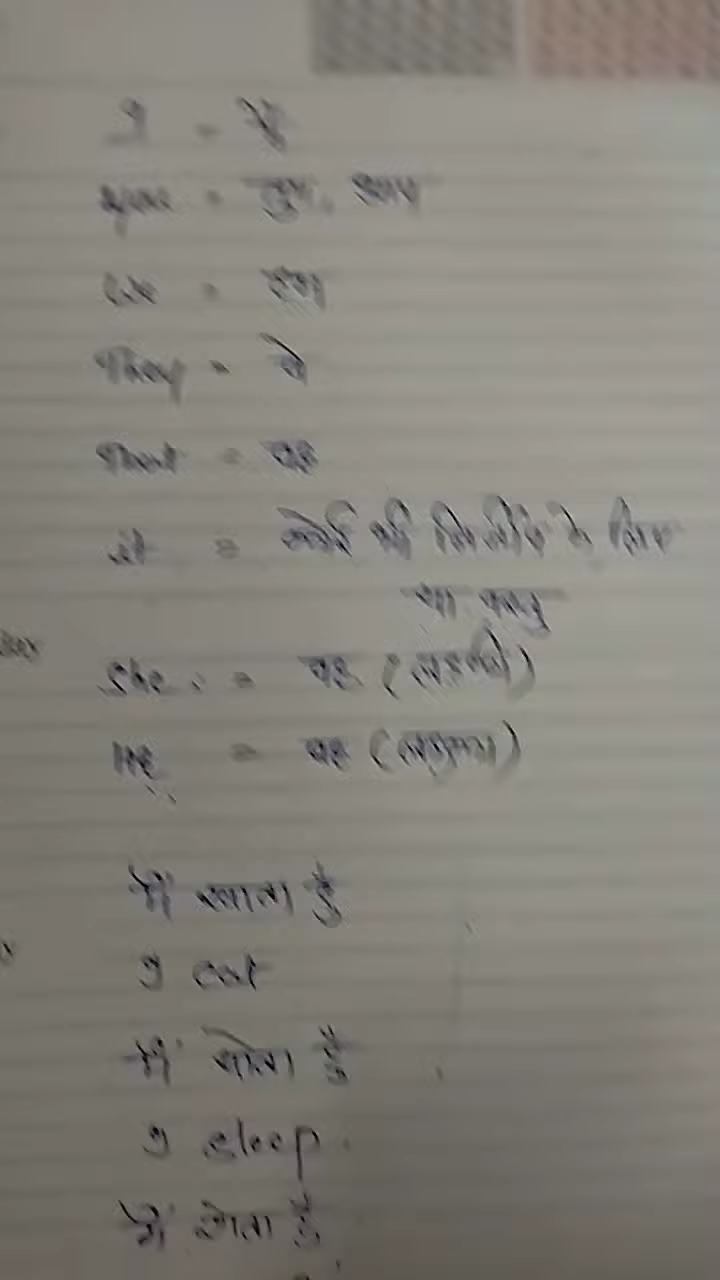 I = मैं
you = तुम, आप
we = हम
They = वे
That = वह
it = कोई भी निर्जीव के लिए
या वस्तु
She = वह (लड़की)
He = वह (लड़का)
मैं खाता हूँ
I eat
मैं सोता हूँ
I sleep.
मैं हूँ